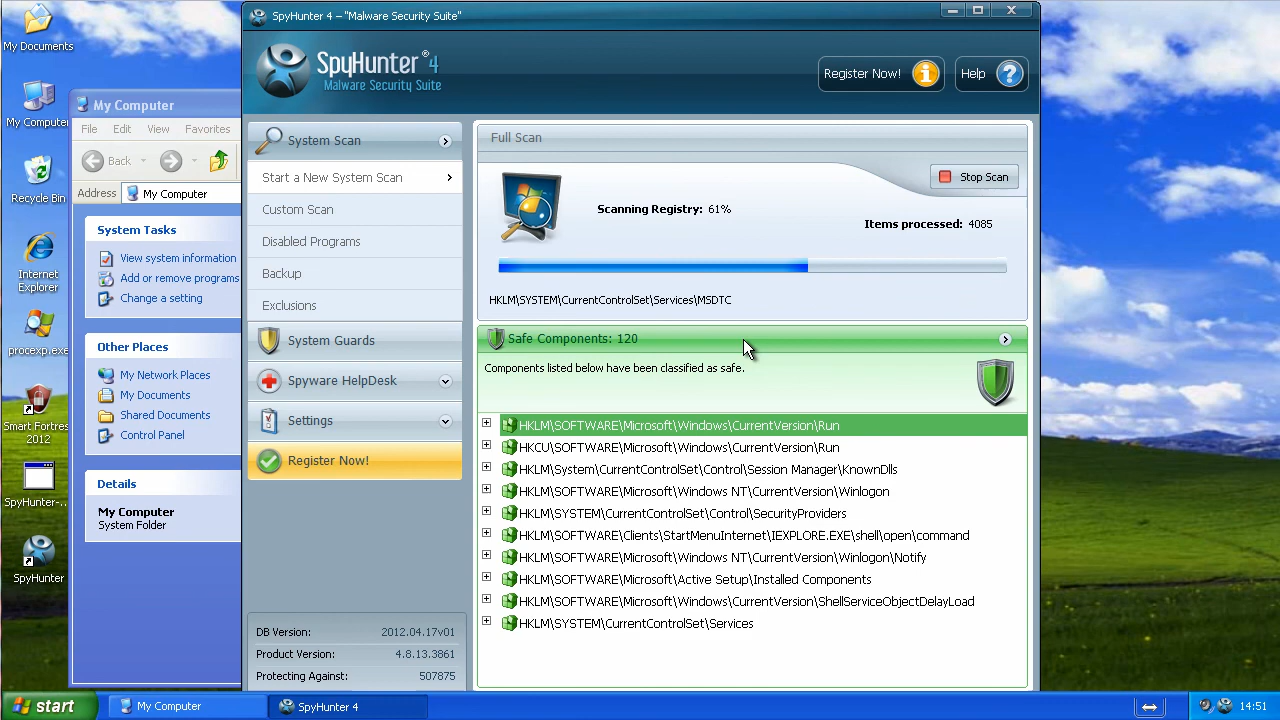 My Documents
My Compute
Recycle Bin
Internet
Explorer
procexp.exe
Smart Fortres
2012
SpyHunter-...
SpyHunter
My Computer
File Edit View Favorites
Back
Address My Computer
System Tasks
View system information
Add or remove programs
Change a setting
Other Places
My Network Places
My Documents
Shared Documents
Control Panel
Details
My Computer
System Folder
SpyHunter 4 – "Malware Security Suite"
SpyHunter® 4
Malware Security Suite
Register Now!
Help
System Scan
Start a New System Scan
Custom Scan
Disabled Programs
Backup
Exclusions
System Guards
Spyware HelpDesk
Settings
Register Now!
DB Version: 2012.04.17v01
Product Version: 4.8.13.3861
Protecting Against: 507875
Full Scan
Stop Scan
Scanning Registry: 61%
Items processed: 4085
HKLM\SYSTEM\CurrentControlSet\Services\MSDTC
Safe Components: 120
Components listed below have been classified as safe.
HKLM\SOFTWARE\Microsoft\Windows\CurrentVersion\Run
HKCU\SOFTWARE\Microsoft\Windows\CurrentVersion\Run
HKLM\System\CurrentControlSet\Control\Session Manager\KnownDlls
HKLM\SOFTWARE\Microsoft\Windows NT\CurrentVersion\Winlogon
HKLM\SYSTEM\CurrentControlSet\Control\SecurityProviders
HKLM\SOFTWARE\Clients\StartMenuInternet\IEXPLORE.EXE\shell\open\command
HKLM\SOFTWARE\Microsoft\Windows NT\CurrentVersion\Winlogon\Notify
HKLM\SOFTWARE\Microsoft\Active Setup\Installed Components
HKLM\SOFTWARE\Microsoft\Windows\CurrentVersion\ShellServiceObjectDelayLoad
HKLM\SYSTEM\CurrentControlSet\Services
start
My Computer
SpyHunter 4
14:51